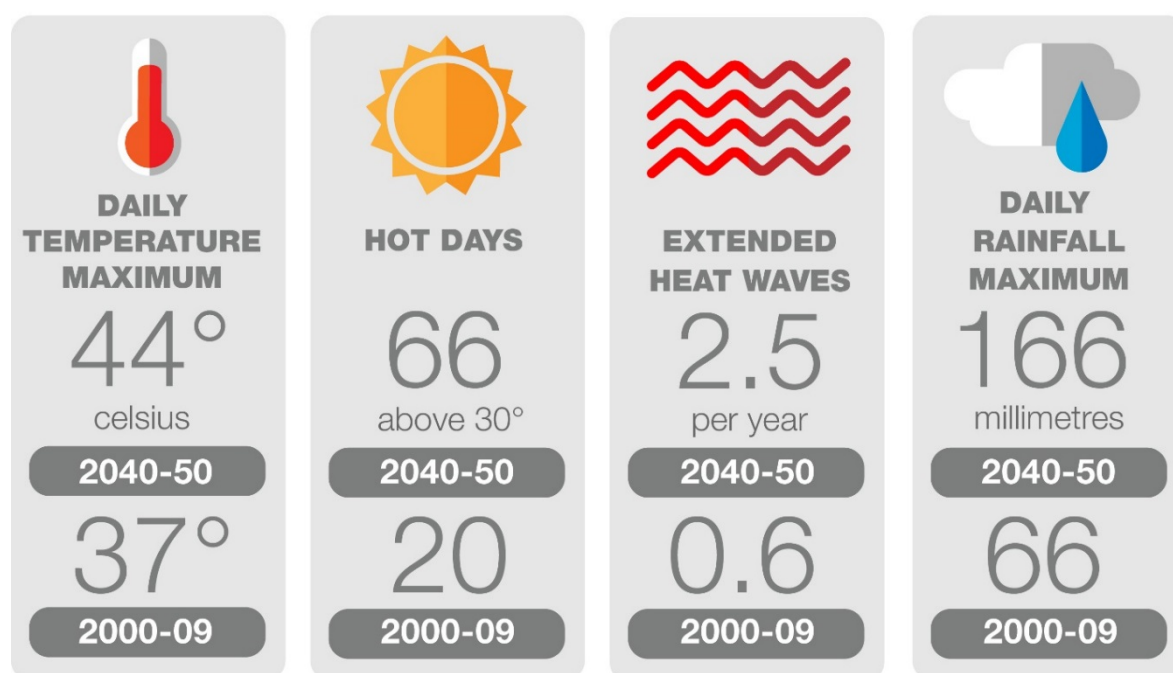 DAILY
TEMPERATURE
MAXIMUM
44°
celsius
2040-50
37°
2000-09
HOT DAYS
66
above 30°
2040-50
20
2000-09
EXTENDED
HEAT WAVES
2.5
per year
2040-50
0.6
2000-09
DAILY
RAINFALL
MAXIMUM
166
millimetres
2040-50
66
2000-09